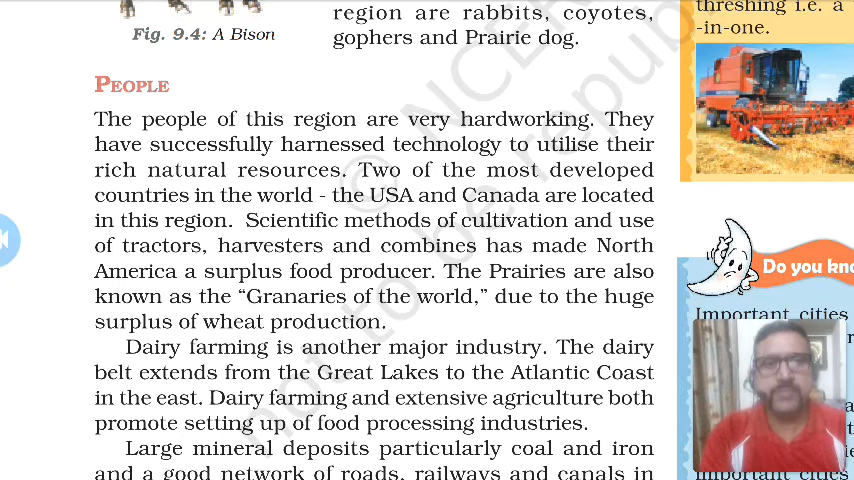 region are rabbits, coyotes,
gophers and Prairie dog.
Fig. 9.4: A Bison
PEOPLE
The people of this region are very hardworking. They
have successfully harnessed technology to utilise their
rich natural resources. Two of the most developed
countries in the world - the USA and Canada are located
in this region. Scientific methods of cultivation and use
of tractors, harvesters and combines has made North
America a surplus food producer. The Prairies are also
known as the “Granaries of the world,” due to the huge
surplus of wheat production.
Dairy farming is another major industry. The dairy
belt extends from the Great Lakes to the Atlantic Coast
in the east. Dairy farming and extensive agriculture both
promote setting up of food processing industries.
Large mineral deposits particularly coal and iron
and a good network of roads, railways and canals in
threshing i.e. a
-in-one.
Do you
Important cities
Important cities
© NCERT
not to be